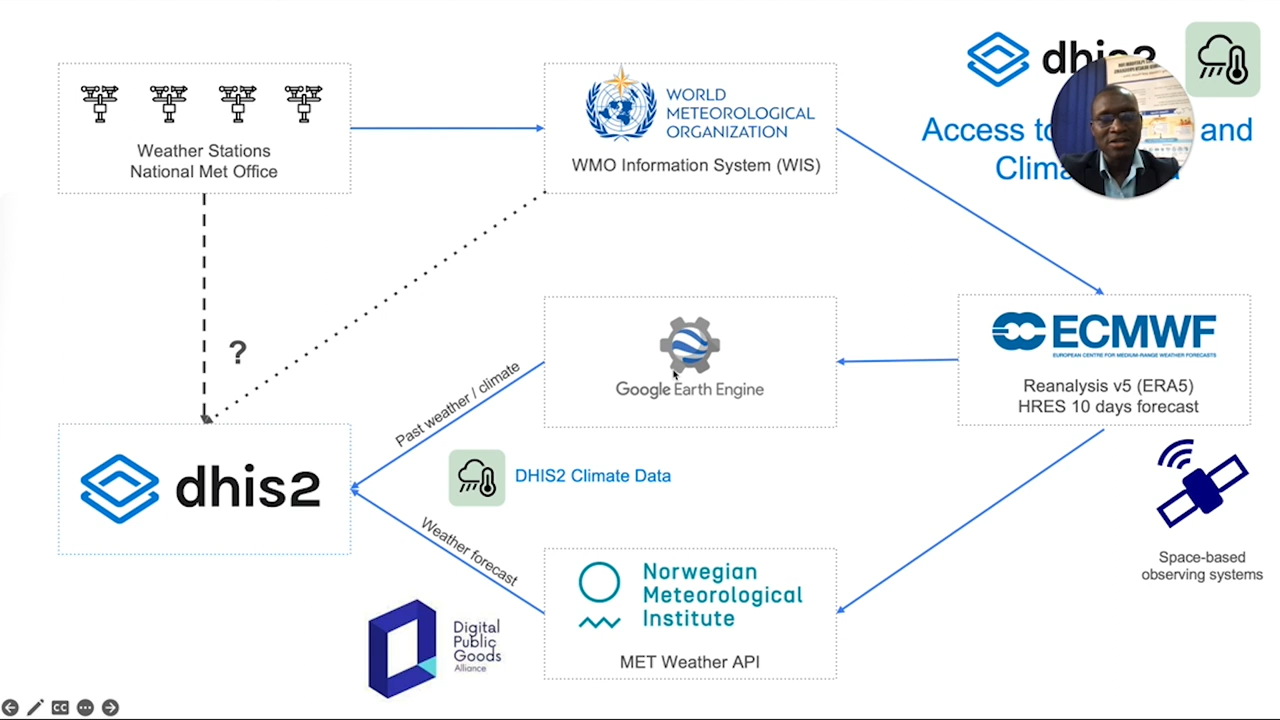 Weather Stations
National Met Office
WORLD
METEOROLOGICAL
ORGANIZATION
WMO Information System (WIS)
Access to and
?
Google Earth Engine
ECMWF
EUROPEAN CENTRE FOR MEDIUM-RANGE WEATHER FORECASTS
Reanalysis v5 (ERA5)
HRES 10 days forecast
Past weather / climate
dhis2
DHIS2 Climate Data
Weather forecast
Space-based
observing systems
Norwegian
Meteorological
Institute
MET Weather API
Digital
Public
Goods
Alliance
CC